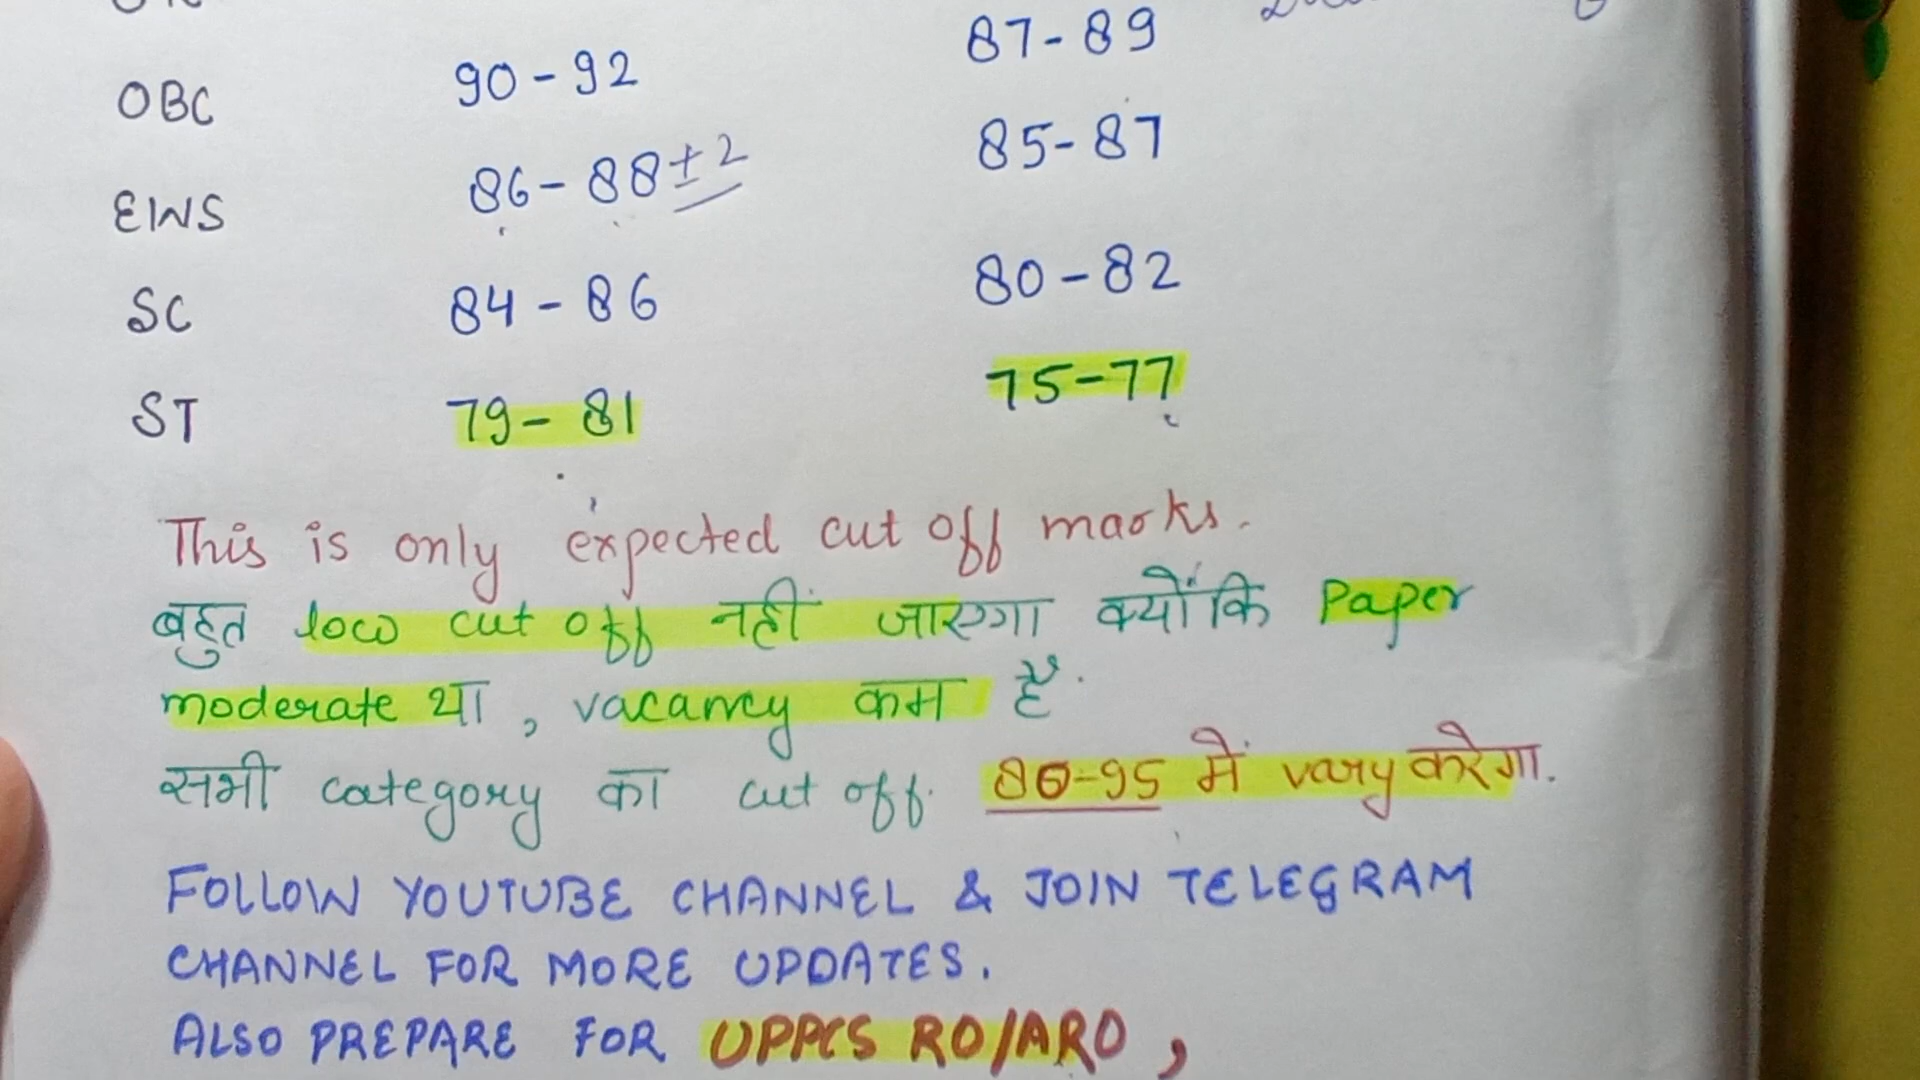 OBC 90-92 87-89
EWS 86-88±2 85-87
SC 84-86 80-82
ST 79-81 75-77
This is only expected cut off marks.
बहुत low cut off नहीं जाएगा क्योंकि Paper
moderate था, vacancy कम है
सभी category का cut off 80-95 में vary करेगा.
FOLLOW YOUTUBE CHANNEL & JOIN TELEGRAM
CHANNEL FOR MORE UPDATES.
ALSO PREPARE FOR UPPCS RO/ARO,